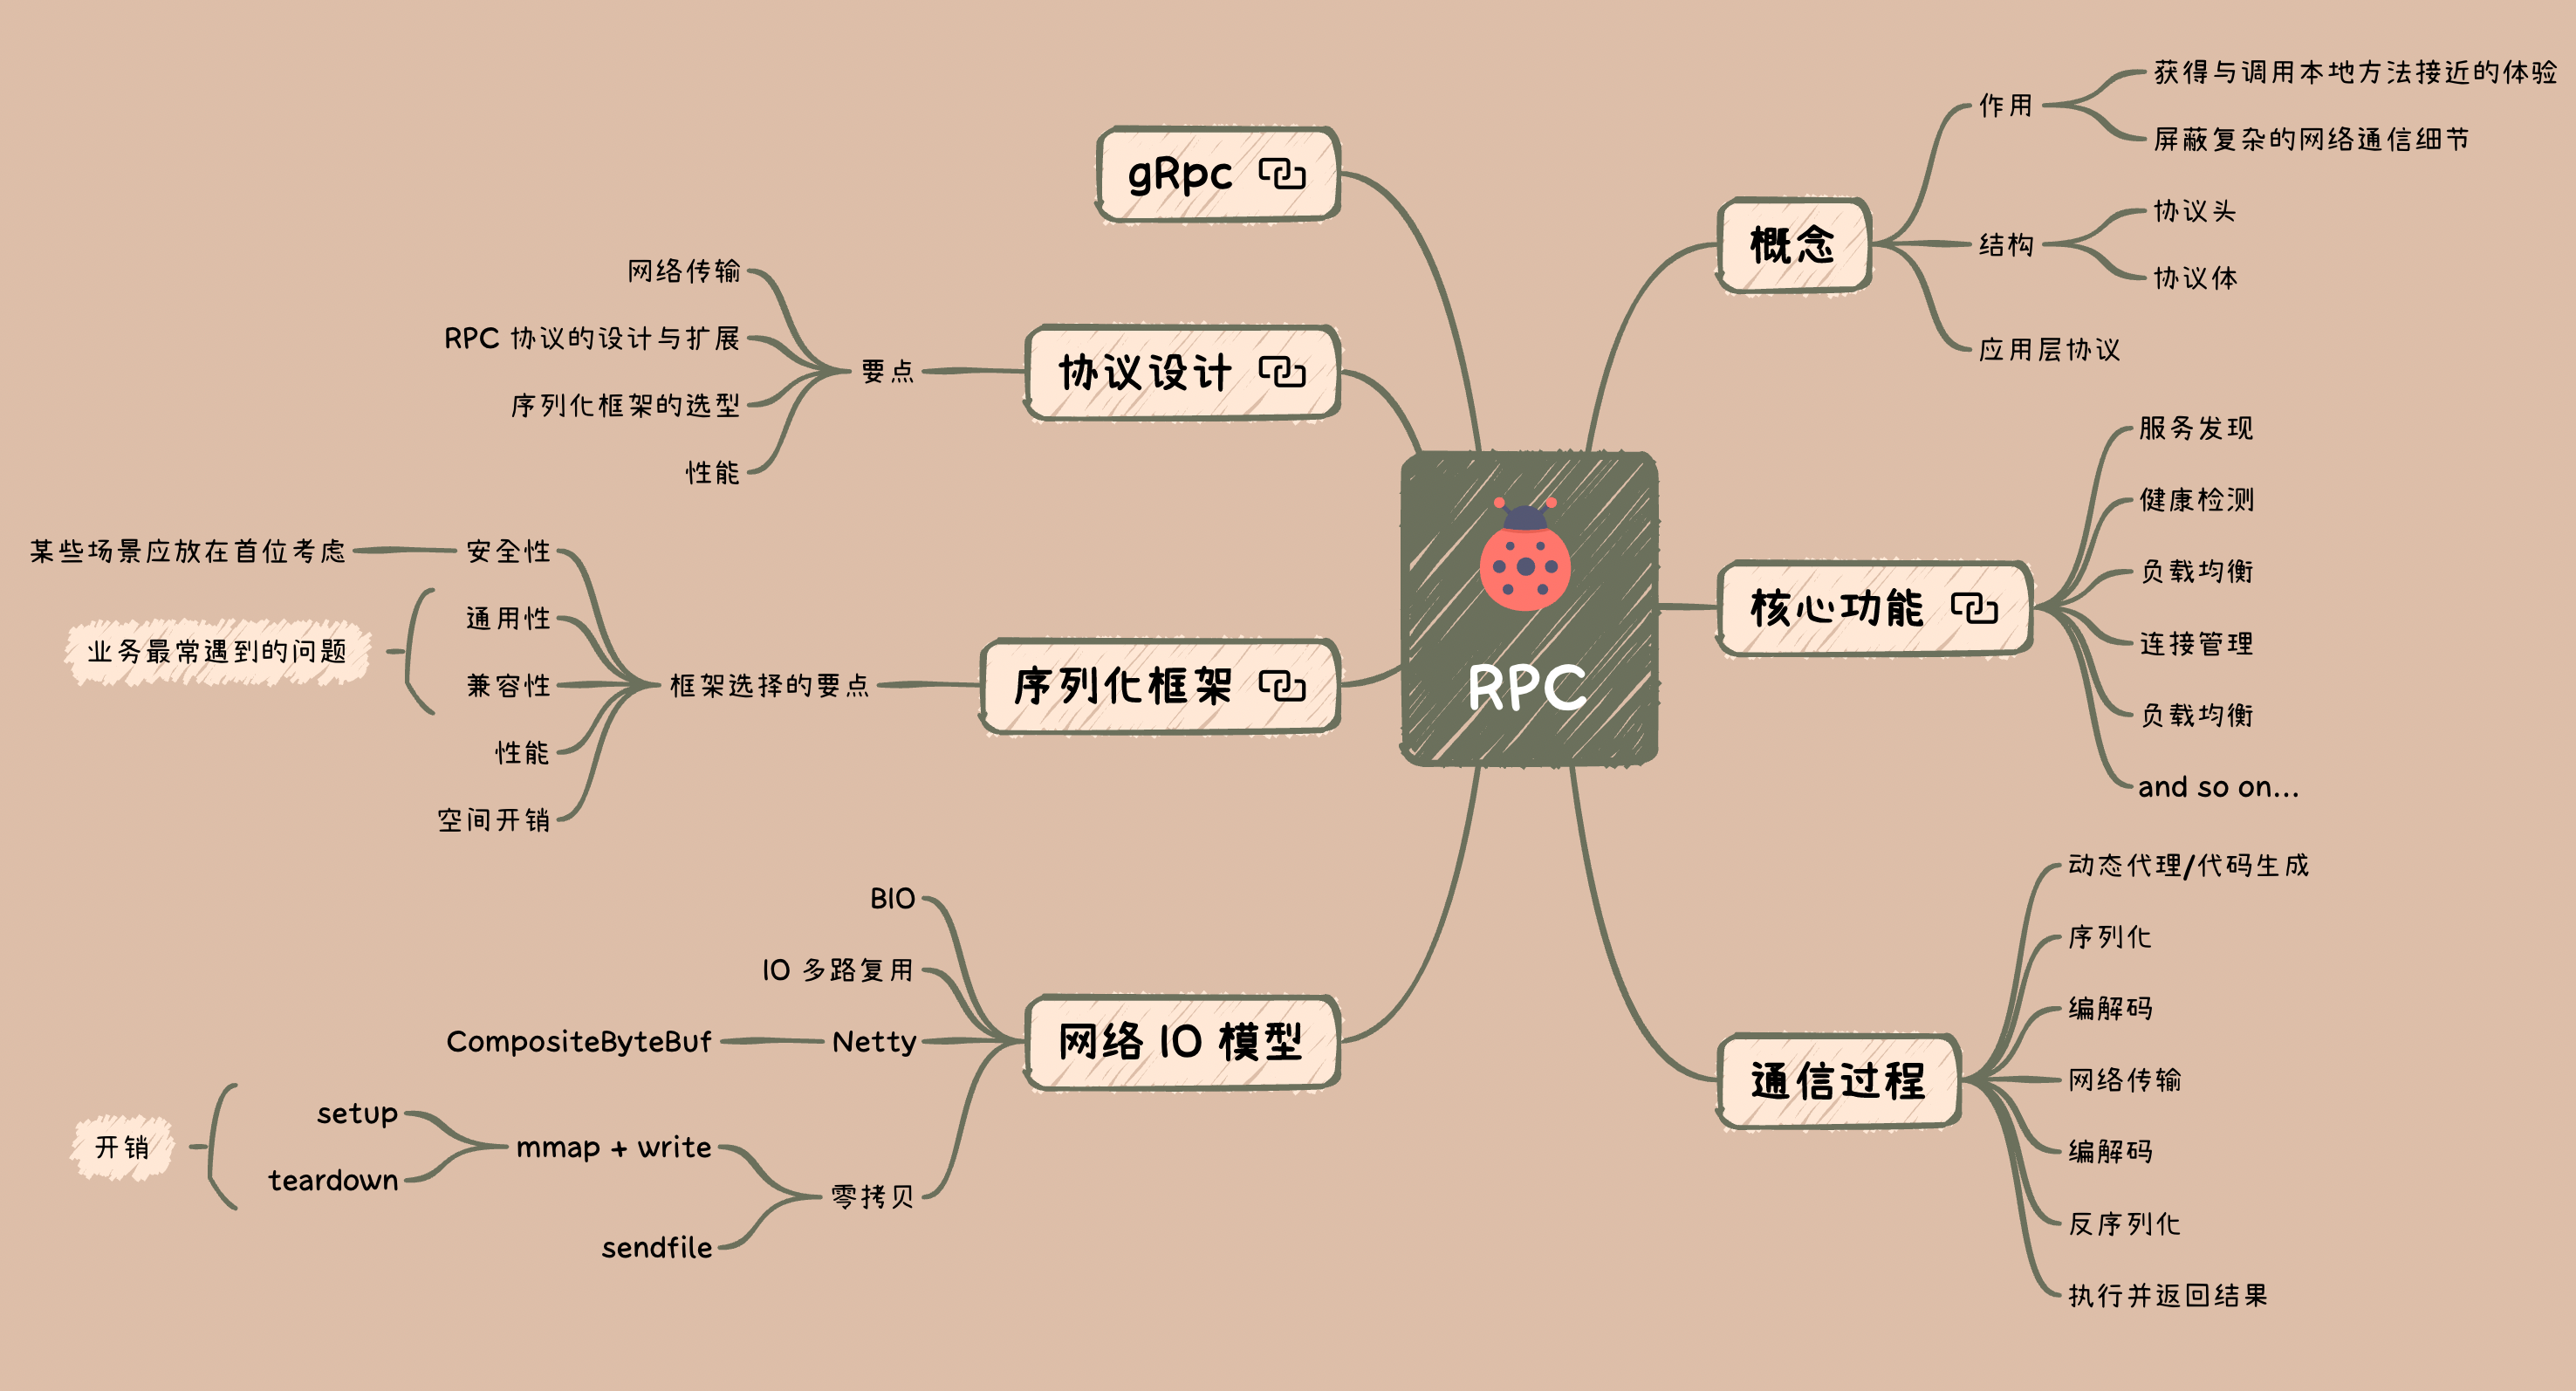 RPC
概念
作用
获得与调用本地方法接近的体验
屏蔽复杂的网络通信细节
结构
协议头
协议体
应用层协议
核心功能
服务发现
健康检测
负载均衡
连接管理
负载均衡
and so on...
通信过程
动态代理/代码生成
序列化
编解码
网络传输
编解码
反序列化
执行并返回结果
gRpc
协议设计
要点
网络传输
RPC 协议的设计与扩展
序列化框架的选型
性能
序列化框架
框架选择的要点
安全性
某些场景应放在首位考虑
通用性
兼容性
业务最常遇到的问题
性能
空间开销
网络 IO 模型
BIO
IO 多路复用
Netty
CompositeByteBuf
零拷贝
mmap + write
setup
teardown
开销
sendfile